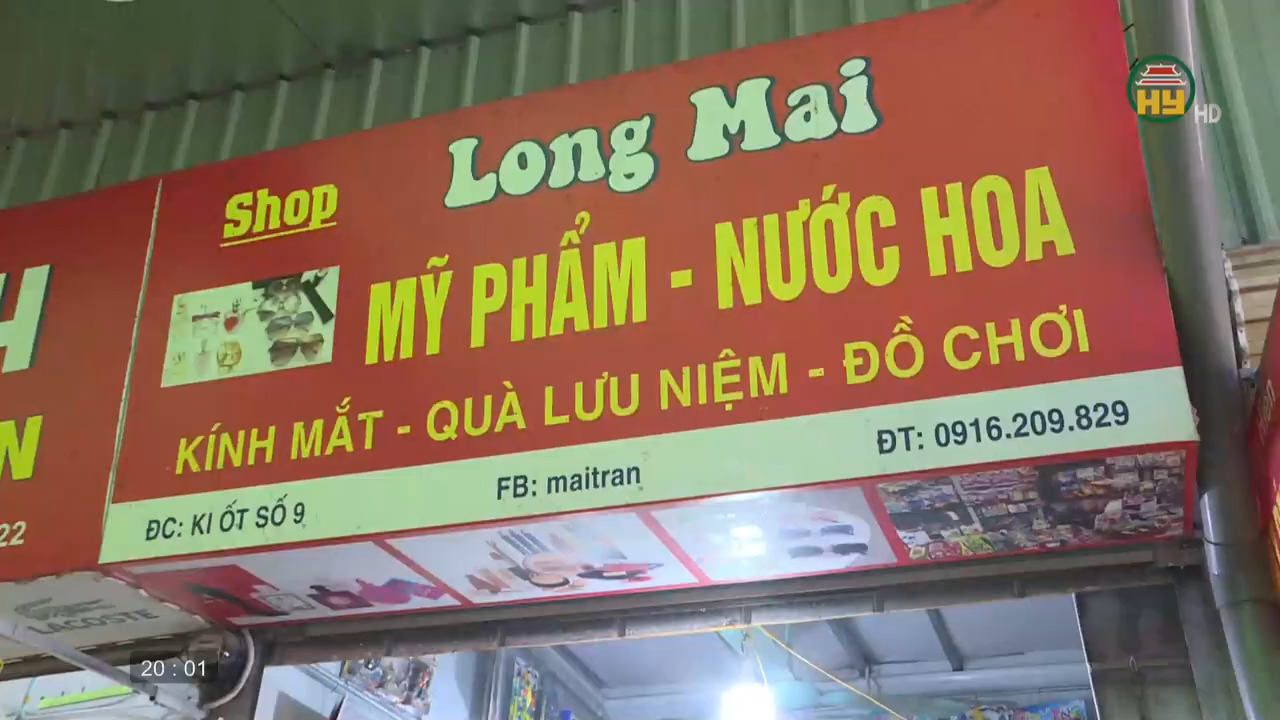 HY HD
Shop Long Mai
MỸ PHẨM - NƯỚC HOA
KÍNH MẮT - QUÀ LƯU NIỆM - ĐỒ CHƠI
ĐC: KI ỐT SỐ 9 FB: maitran ĐT: 0916.209.829
H
N
22
LACOSTE
20 : 01